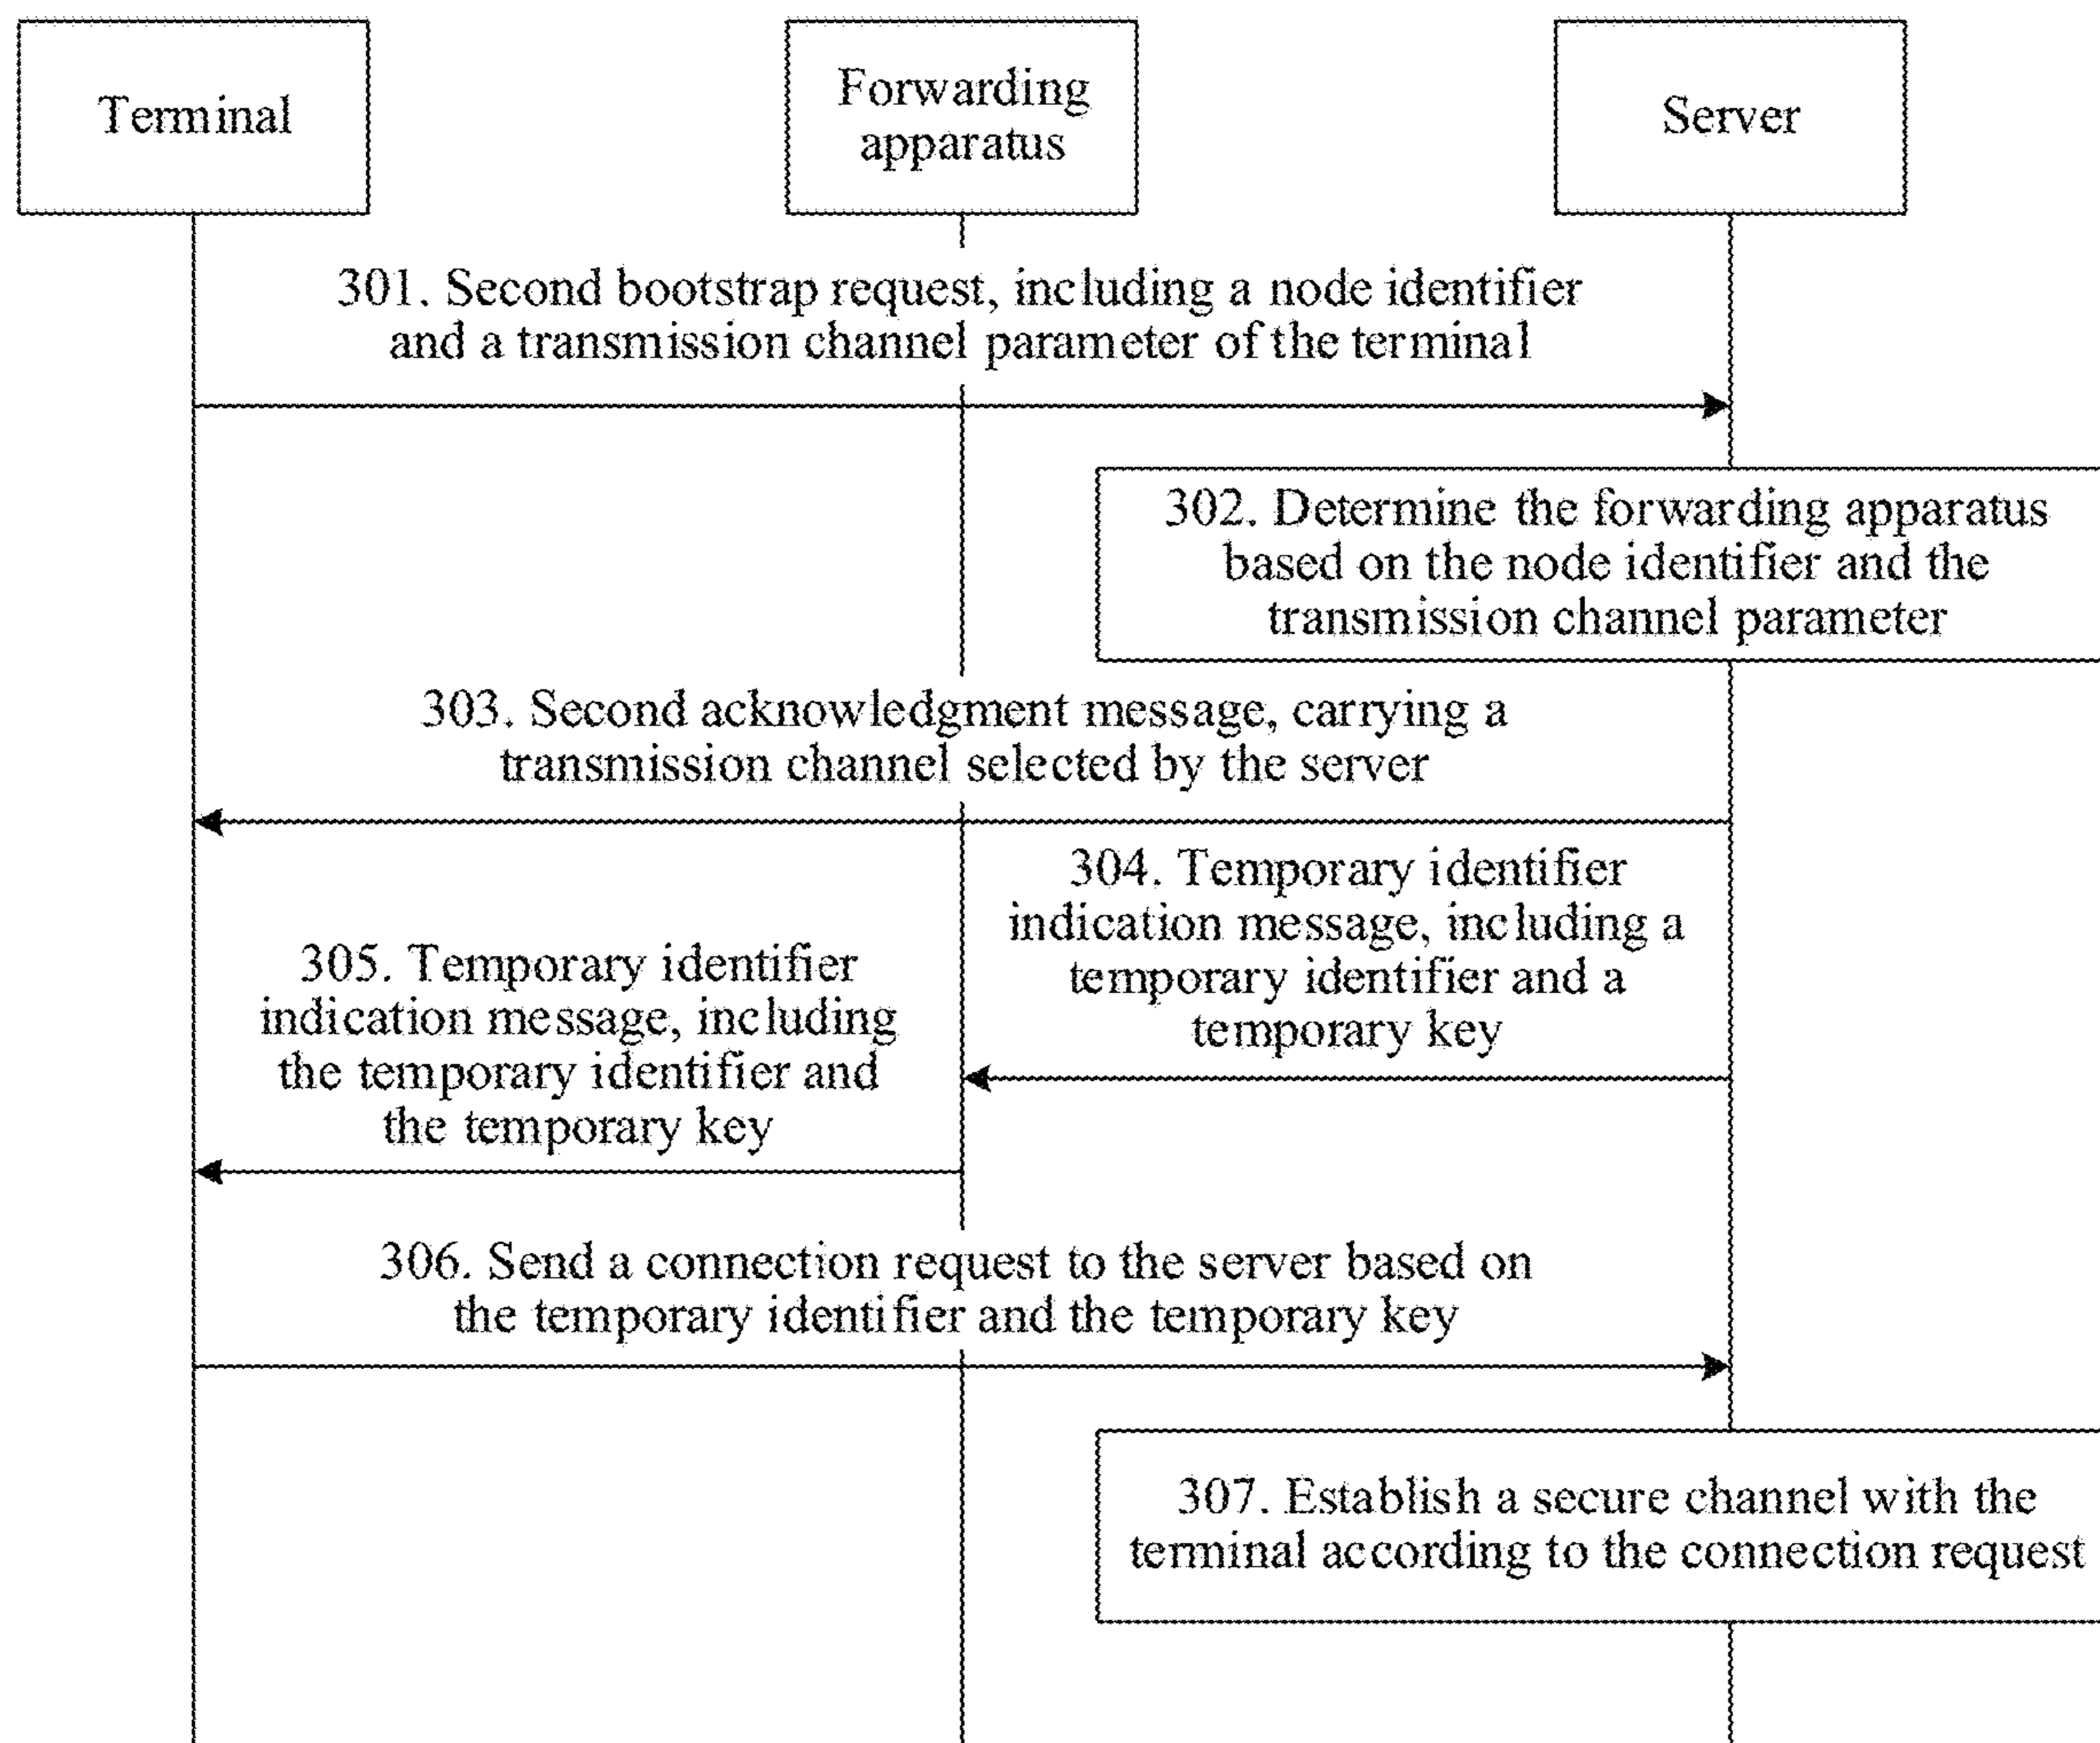 Terminal
Forwarding
apparatus
Server
301. Second bootstrap request, including a node identifier
and a transmission channel parameter of the terminal
302. Determine the forwarding apparatus
based on the node identifier and the
transmission channel parameter
303. Second acknowledgment message, carrying a
transmission channel selected by the server
304. Temporary identifier
indication message, including a
temporary identifier and a
temporary key
305. Temporary identifier
indication message, including
the temporary identifier and
the temporary key
306. Send a connection request to the server based on
the temporary identifier and the temporary key
307. Establish a secure channel with the
terminal according to the connection request